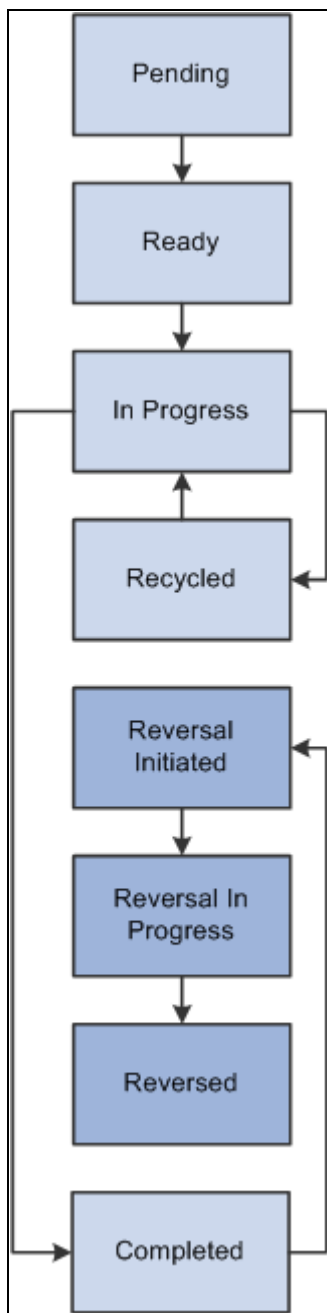 Pending
Ready
In Progress
Recycled
Reversal
Initiated
Reversal In
Progress
Reversed
Completed